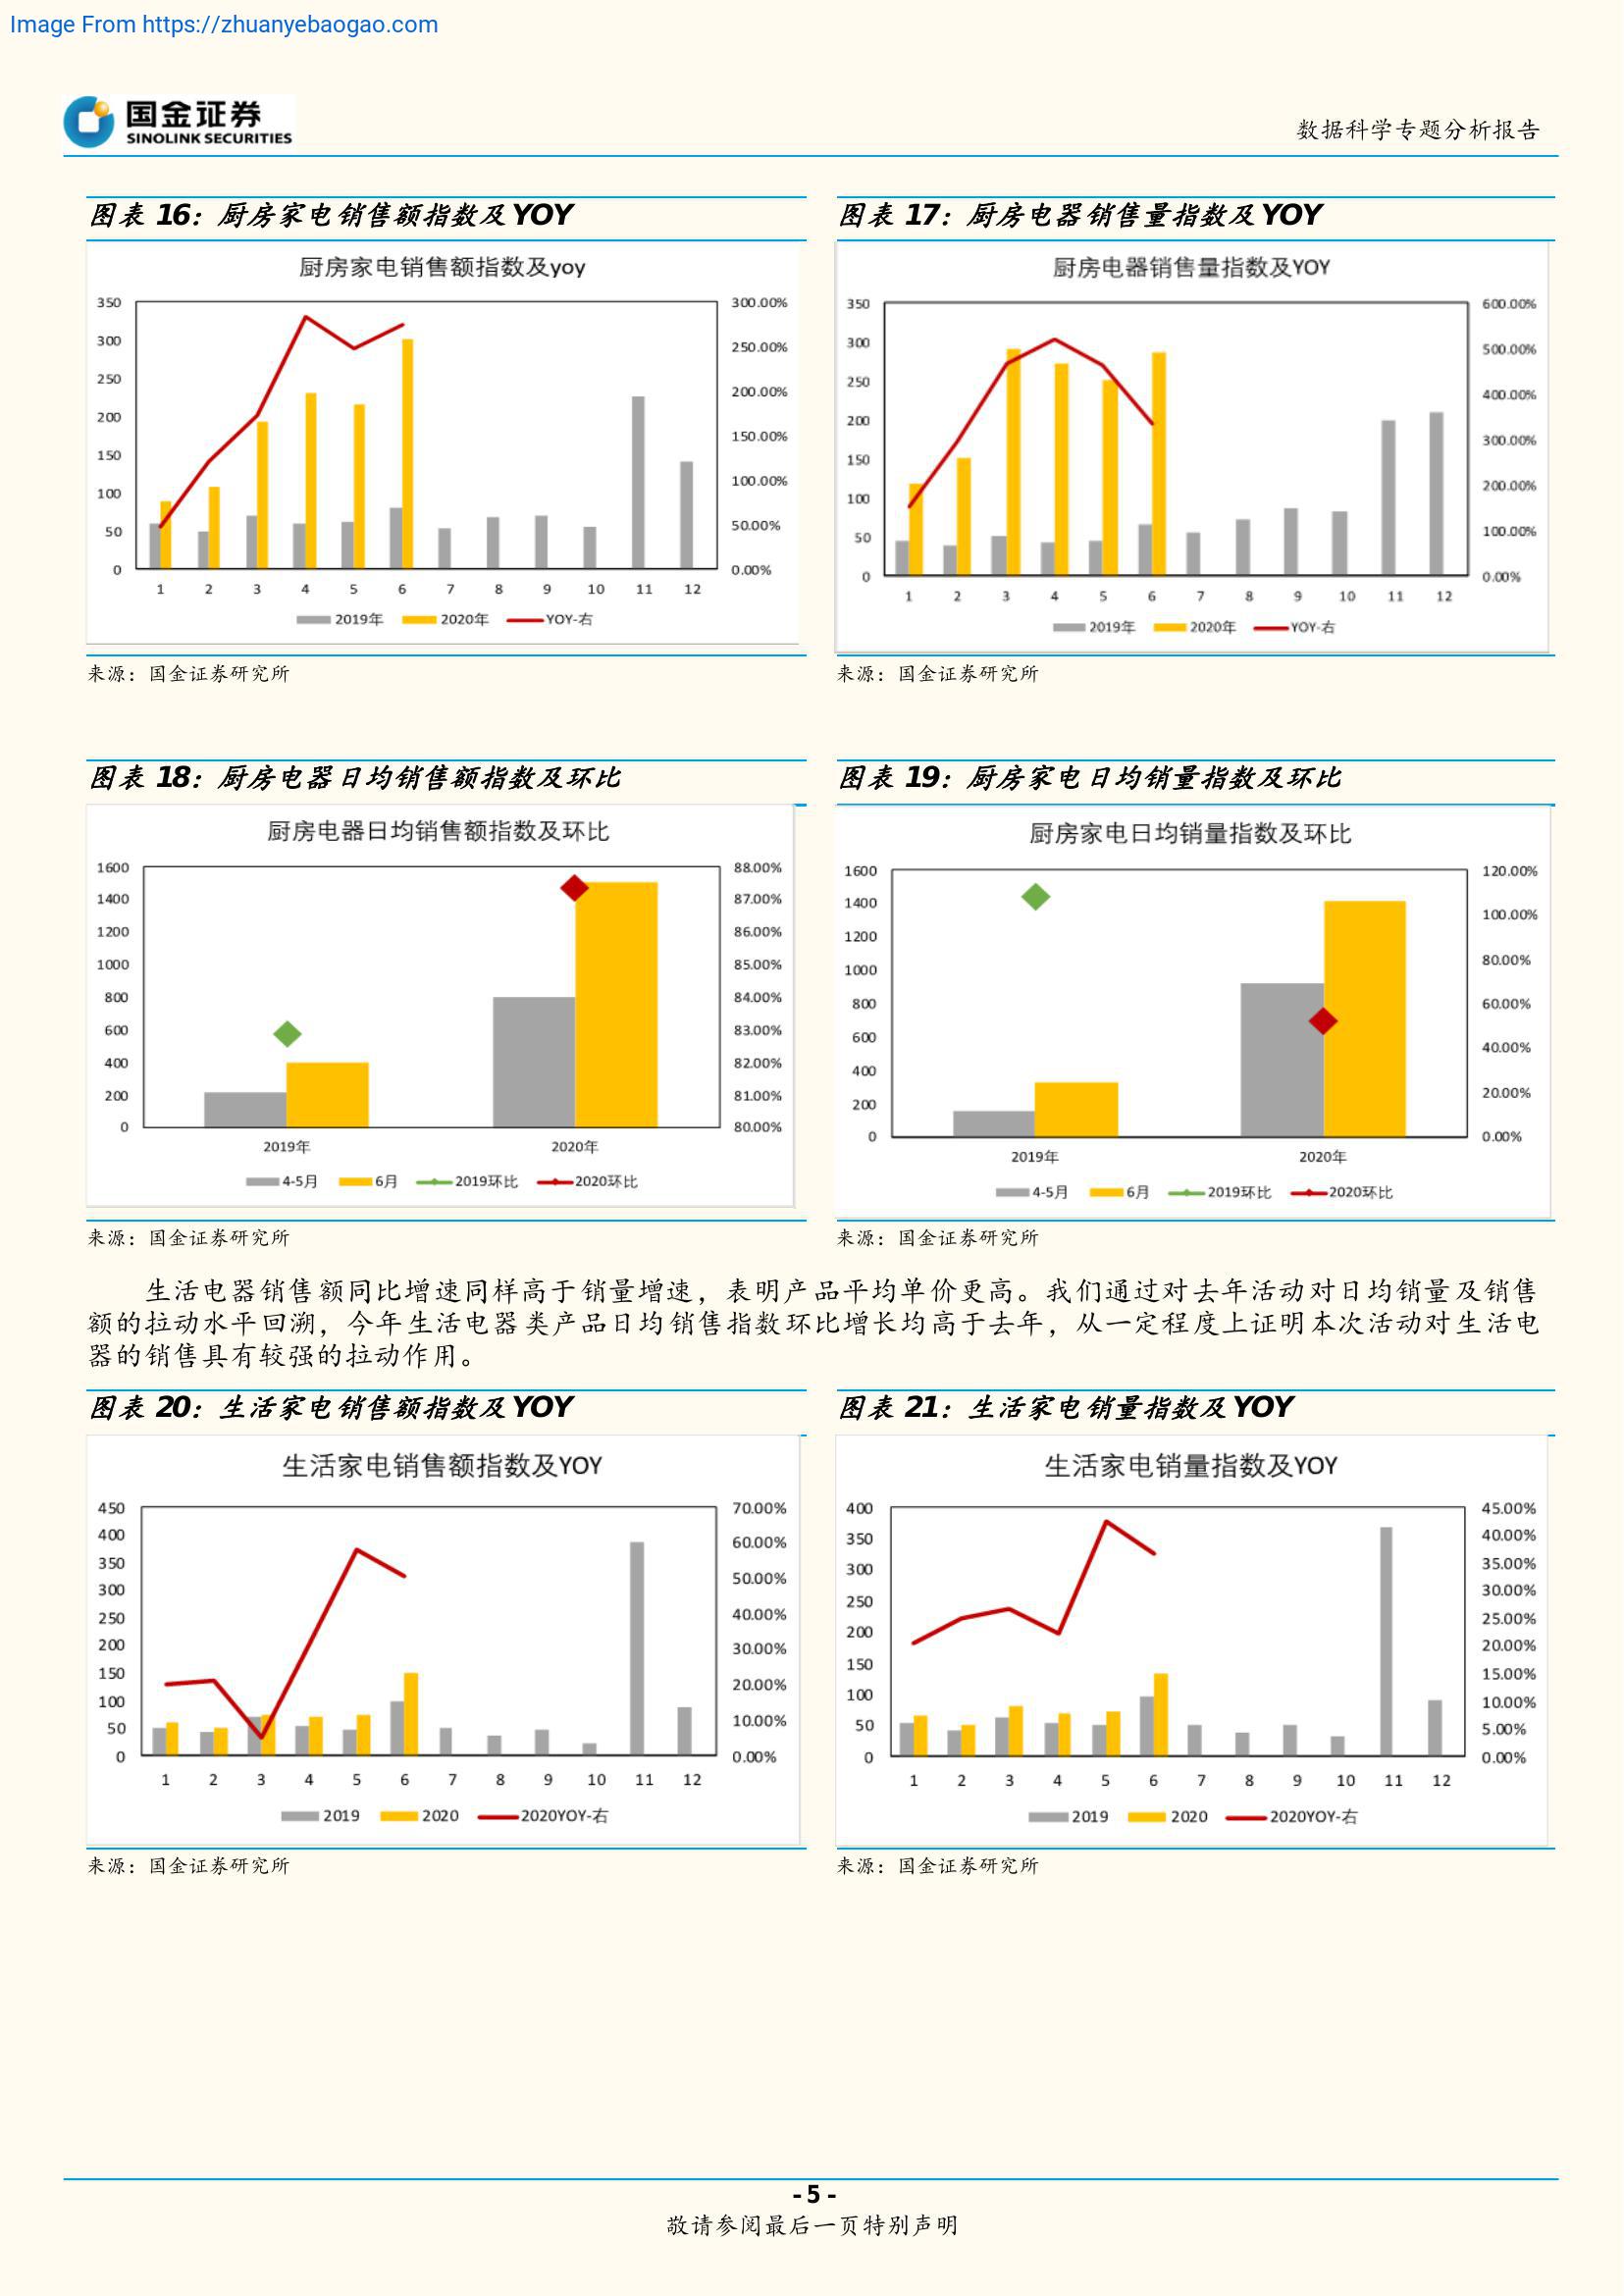 Image From https://zhuanyebaogao.com
国金证券
SINOLINK SECURITIES
数据科学专题分析报告
图表 16：厨房家电销售额指数及 YOY
厨房家电销售额指数及yoy
350 300.00%
300 250.00%
250 200.00%
200 150.00%
150 100.00%
100 50.00%
50 0.00%
0
1 2 3 4 5 6 7 8 9 10 11 12
2019年 2020年 YOY-右
来源：国金证券研究所
图表 17：厨房电器销售量指数及 YOY
厨房电器销售量指数及YOY
350 600.00%
300 500.00%
250 400.00%
200 300.00%
150 200.00%
100 100.00%
50 0.00%
0
1 2 3 4 5 6 7 8 9 10 11 12
2019年 2020年 YOY-右
来源：国金证券研究所
图表 18：厨房电器日均销售额指数及环比
厨房电器日均销售额指数及环比
1600 88.00%
1400 87.00%
1200 86.00%
1000 85.00%
800 84.00%
600 83.00%
400 82.00%
200 81.00%
0 80.00%
2019年 2020年
4-5月 6月 2019环比 2020环比
来源：国金证券研究所
图表 19：厨房家电日均销量指数及环比
厨房家电日均销量指数及环比
1600 120.00%
1400 100.00%
1200 80.00%
1000 60.00%
800 40.00%
600 20.00%
400 0.00%
200
0
2019年 2020年
4-5月 6月 2019环比 2020环比
来源：国金证券研究所
生活电器销售额同比增速同样高于销量增速，表明产品平均单价更高。我们通过对去年活动对日均销量及销售
额的拉动水平回溯，今年生活电器类产品日均销售指数环比增长均高于去年，从一定程度上证明本次活动对生活电
器的销售具有较强的拉动作用。
图表 20：生活家电销售额指数及 YOY
生活家电销售额指数及YOY
450 70.00%
400 60.00%
350 50.00%
300 40.00%
250 30.00%
200 20.00%
150 10.00%
100 0.00%
50
0
1 2 3 4 5 6 7 8 9 10 11 12
2019 2020 2020YOY-右
来源：国金证券研究所
图表 21：生活家电销量指数及 YOY
生活家电销量指数及YOY
400 45.00%
350 40.00%
300 35.00%
250 30.00%
200 25.00%
150 20.00%
100 15.00%
50 10.00%
0 5.00%
0.00%
1 2 3 4 5 6 7 8 9 10 11 12
2019 2020 2020YOY-右
来源：国金证券研究所
- 5 -
敬请参阅最后一页特别声明